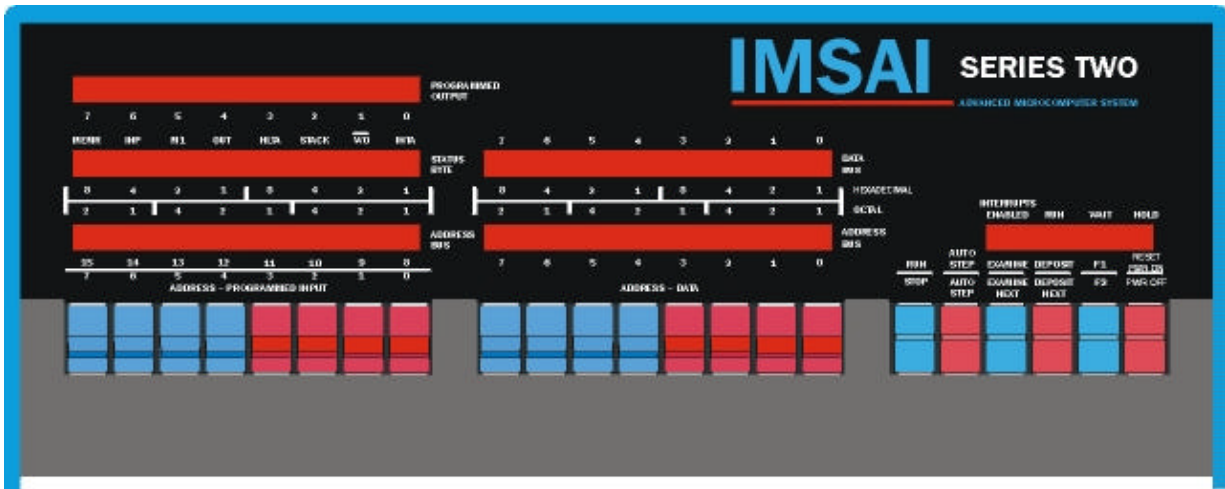 IMSAI SERIES TWO
ADVANCED MICROCOMPUTER SYSTEM
PROGRAMMED
OUTPUT
7 6 5 4 3 2 1 0
MEMR INP M1 OUT HLTA STACK WO INTA
7 6 5 4 3 2 1 0
STATUS
BYTE
DATA
BUS
8 4 2 1 8 4 2 1
8 4 2 1 8 4 2 1
HEXADECIMAL
2 1 4 2 1 4 2 1
2 1 4 2 1 4 2 1
OCTAL
ADDRESS
BUS
ADDRESS
BUS
INTERRUPTS
ENABLED RUN WAIT HOLD
15 14 13 12 11 10 9 8
7 6 5 4 3 2 1 0
ADDRESS – PROGRAMMED INPUT
7 6 5 4 3 2 1 0
ADDRESS – DATA
RUN
STOP
AUTO
STEP
AUTO
STEP
EXAMINE
EXAMINE
NEXT
DEPOSIT
DEPOSIT
NEXT
F1
RESET
PWR ON
PWR OFF